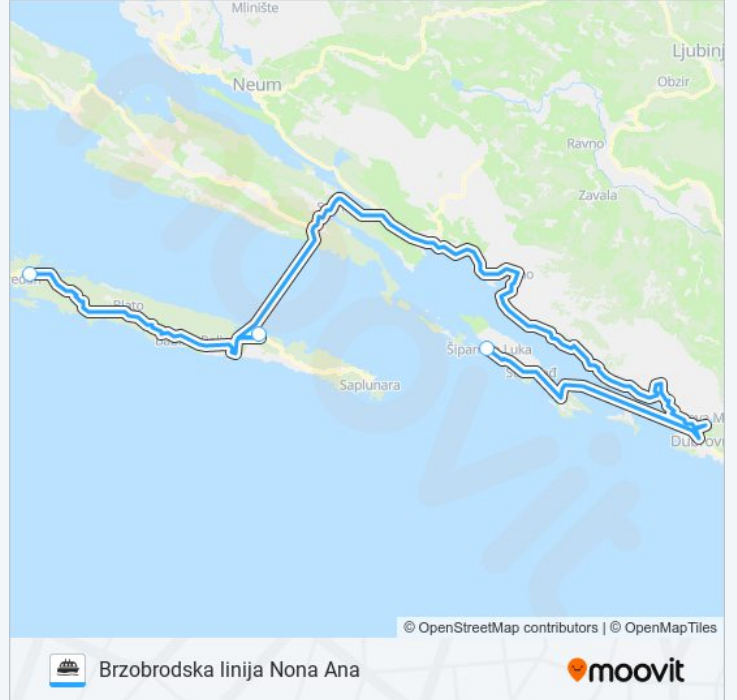 Mlinište
Ljubinj
Neum
Obzir
Ravno
Zavala
Plato
Šipan
Luka
Saplunara
Dubrov
© OpenStreetMap contributors | © OpenMapTiles
Brzobrodska linija Nona Ana
moovit